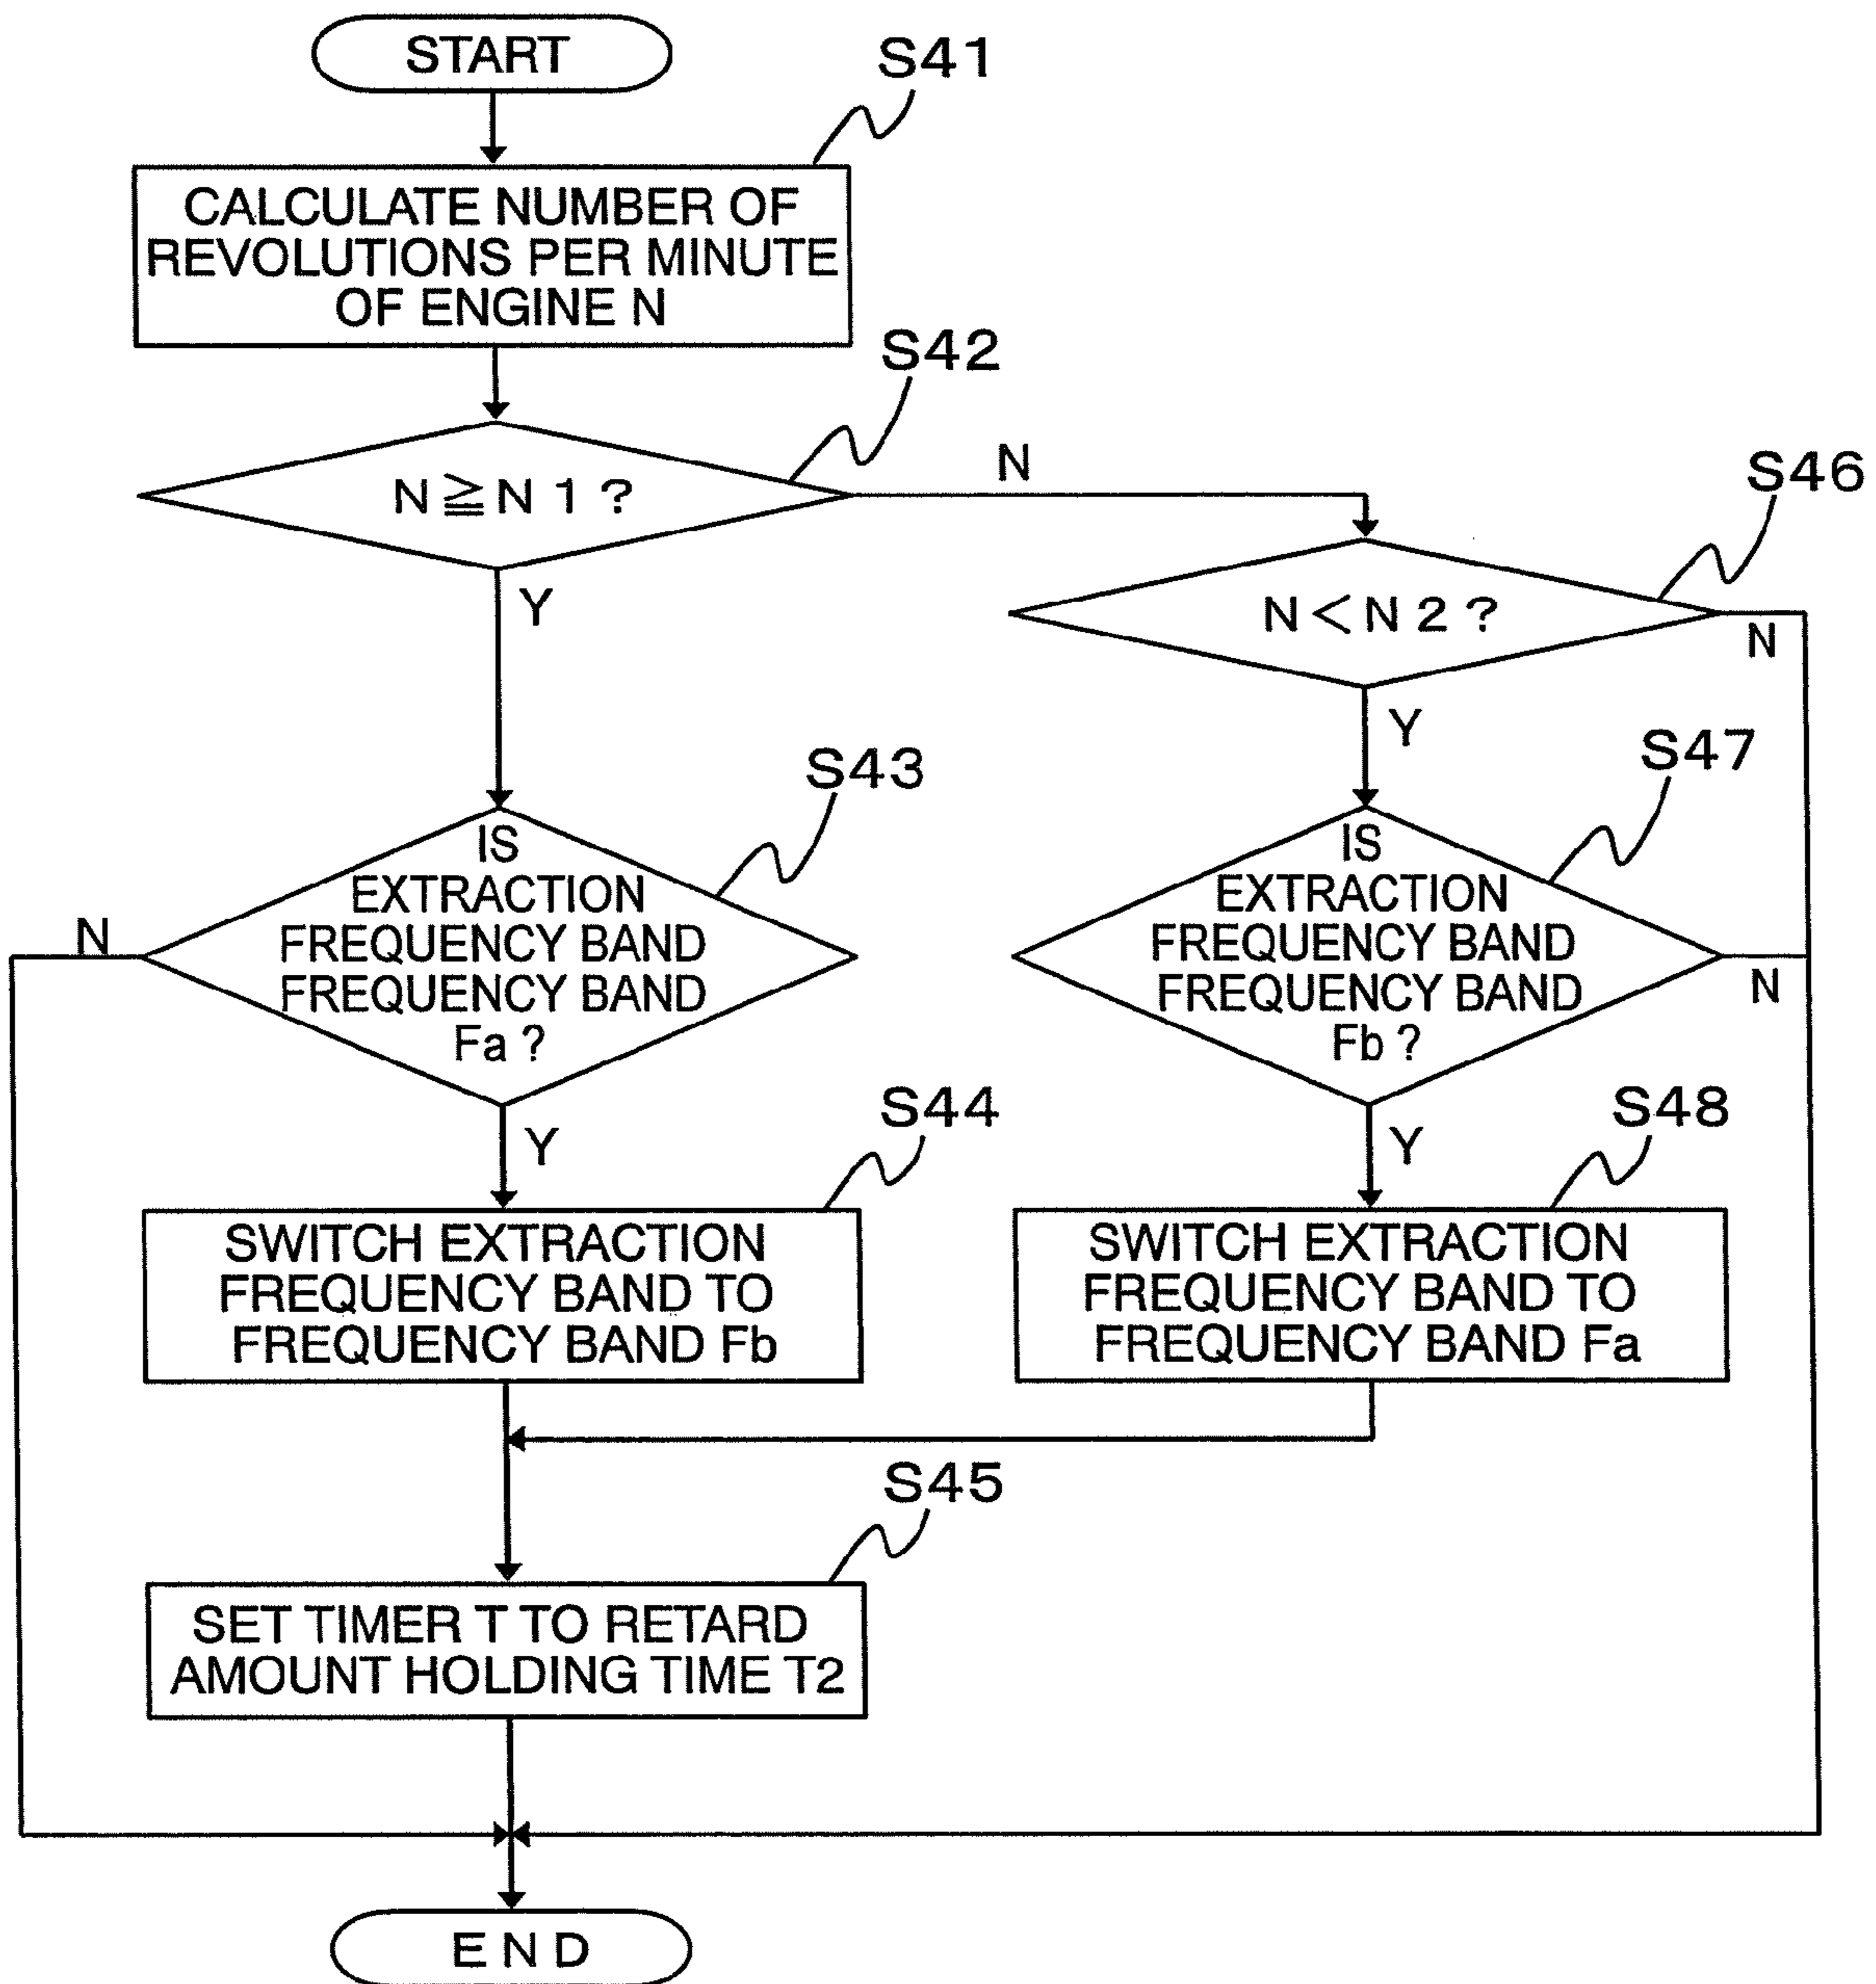 START
S41
CALCULATE NUMBER OF
REVOLUTIONS PER MINUTE
OF ENGINE N
S42
N≧N1?
N
Y
S46
N<N2?
N
Y
S43
IS
EXTRACTION
FREQUENCY BAND
FREQUENCY BAND
Fa?
N
Y
S47
IS
EXTRACTION
FREQUENCY BAND
FREQUENCY BAND
Fb?
N
Y
S44
SWITCH EXTRACTION
FREQUENCY BAND TO
FREQUENCY BAND Fb
S48
SWITCH EXTRACTION
FREQUENCY BAND TO
FREQUENCY BAND Fa
S45
SET TIMER T TO RETARD
AMOUNT HOLDING TIME T2
END